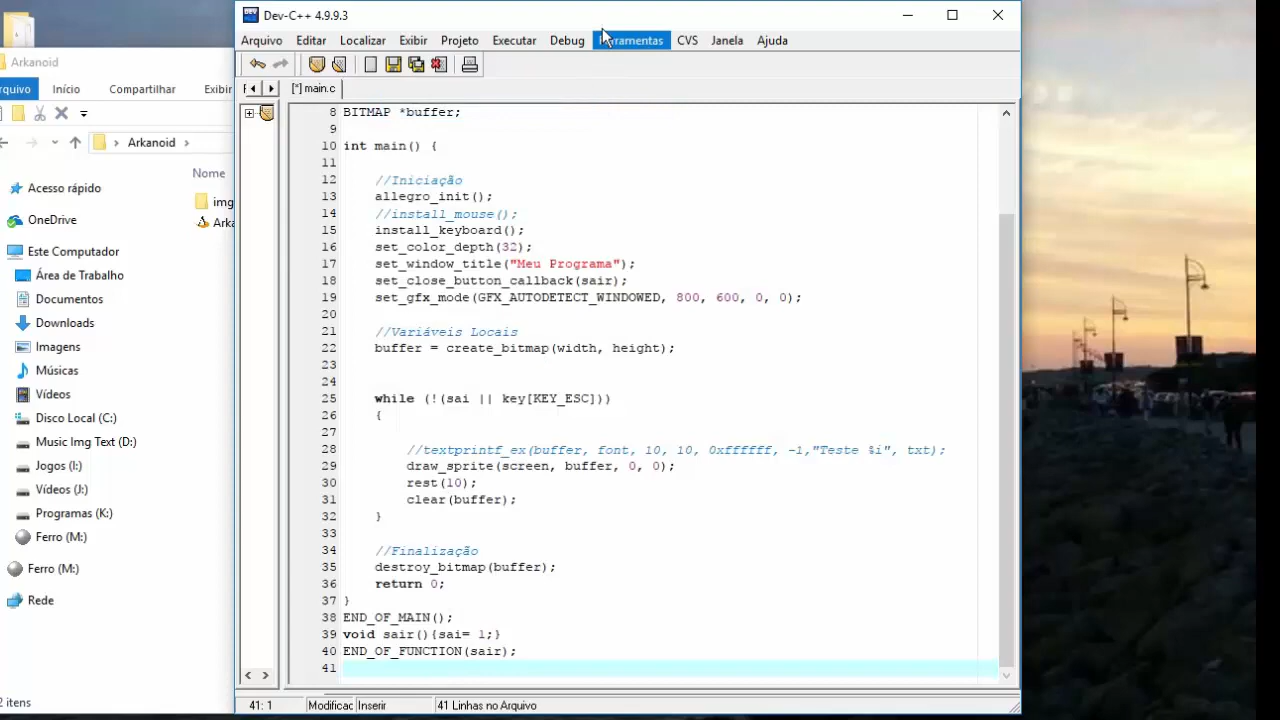 Dev-C++ 4.9.9.3
Arquivo Editar Localizar Exibir Projeto Executar Debug Ferramentas CVS Janela Ajuda
[*] main.c
Arkanoid
rquivo Início Compartilhar Exibir
Arkanoid
Nome
img
Arka
Acesso rápido
OneDrive
Este Computador
Área de Trabalho
Documentos
Downloads
Imagens
Músicas
Vídeos
Disco Local (C:)
Music Img Text (D:)
Jogos (I:)
Vídeos (J:)
Programas (K:)
Ferro (M:)
Ferro (M:)
Rede
2 itens
8 BITMAP *buffer;
9
10 int main() {
11
12 //Iniciação
13 allegro_init();
14 //install_mouse();
15 install_keyboard();
16 set_color_depth(32);
17 set_window_title("Meu Programa");
18 set_close_button_callback(sair);
19 set_gfx_mode(GFX_AUTODETECT_WINDOWED, 800, 600, 0, 0);
20
21 //Variáveis Locais
22 buffer = create_bitmap(width, height);
23
24
25 while (!(sai || key[KEY_ESC]))
26 {
27
28 //textprintf_ex(buffer, font, 10, 10, 0xffffff, -1,"Teste %i", txt);
29 draw_sprite(screen, buffer, 0, 0);
30 rest(10);
31 clear(buffer);
32 }
33
34 //Finalização
35 destroy_bitmap(buffer);
36 return 0;
37 }
38 END_OF_MAIN();
39 void sair(){sai= 1;}
40 END_OF_FUNCTION(sair);
41
41: 1 Modificac Inserir 41 Linhas no Arquivo